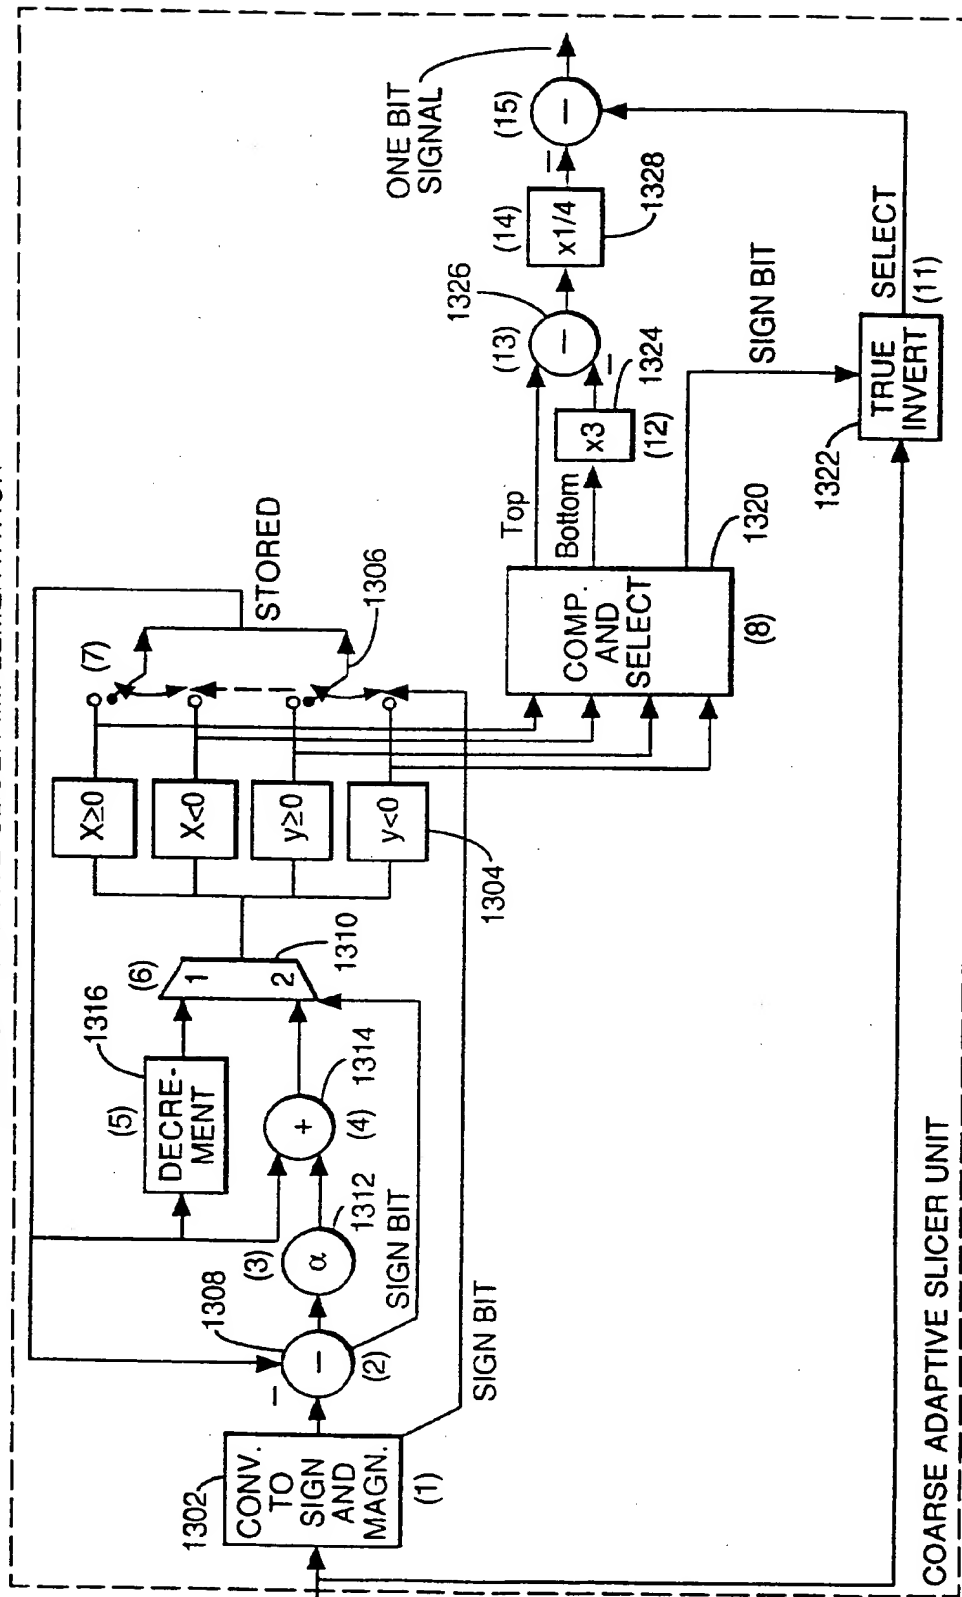 1302
CONV.
TO
SIGN
AND
MAGN.
(1)
1308
−
−
(2)
SIGN BIT
SIGN BIT
(3)
α
1312
+
(4)
1314
1316
(5)
DECRE-
MENT
(6)
1
2
1310
X≥0
X<0
y≥0
y<0
1304
(7)
STORED
1306
COMP.
AND
SELECT
(8)
1320
Top
Bottom
x3
(12)
1324
(13)
−
−
1326
(14)
x1/4
1328
−
(15)
−
ONE BIT
SIGNAL
SIGN BIT
1322
TRUE
INVERT
SELECT
(11)
COARSE ADAPTIVE SLICER UNIT